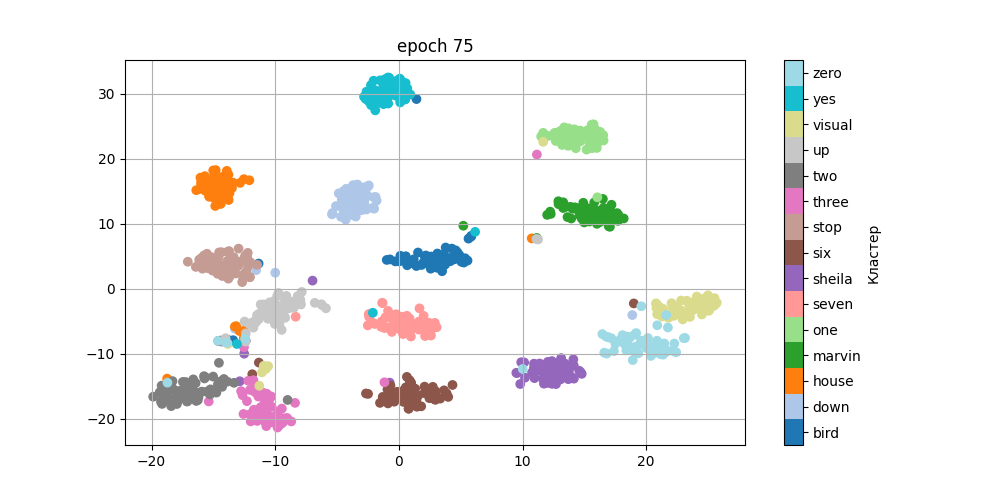 epoch 75
30
20
10
0
−10
−20
−20
−10
0
10
20
zero
yes
visual
up
two
three
stop
six
sheila
seven
one
marvin
house
down
bird
Кластер